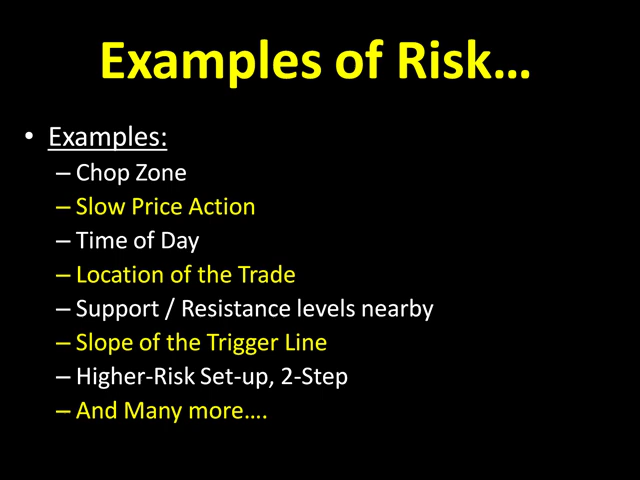 Examples of Risk...
• Examples:
– Chop Zone
– Slow Price Action
– Time of Day
– Location of the Trade
– Support / Resistance levels nearby
– Slope of the Trigger Line
– Higher-Risk Set-up, 2-Step
– And Many more....